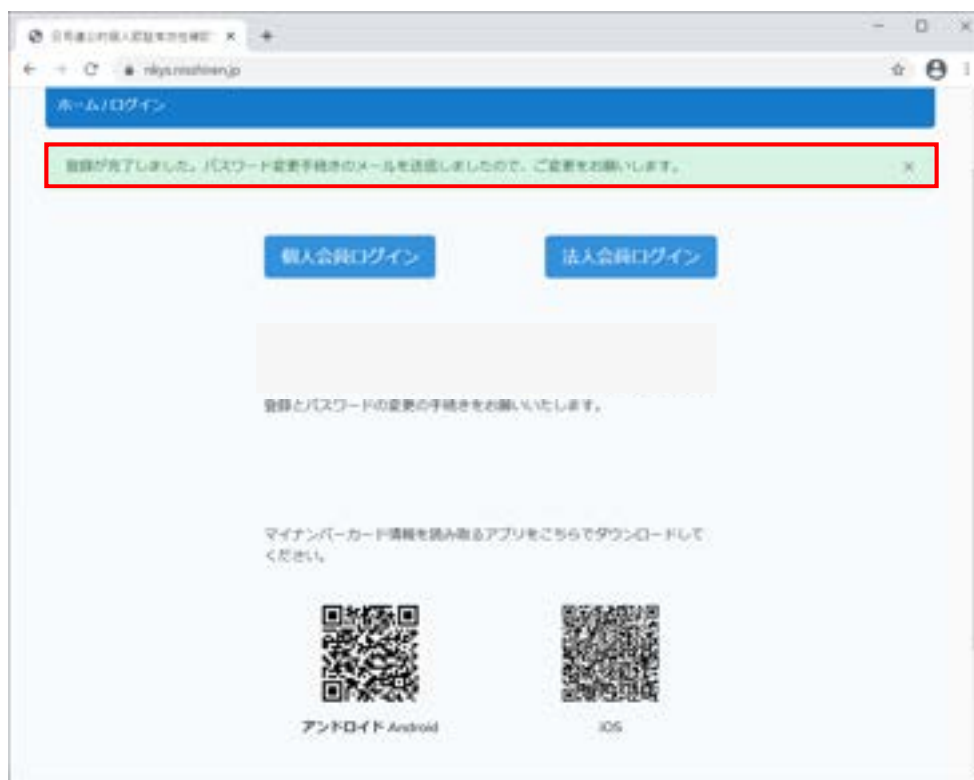 ホーム / ログイン
登録が完了しました。パスワード変更手続きのメールを送信しましたので、ご変更をお願いします。
個人会員ログイン
法人会員ログイン
登録とパスワードの変更の手続きをお願いいたします。
マイナンバーカード情報を読み取るアプリをこちらでダウンロードして
ください。
アンドロイド Android
iOS